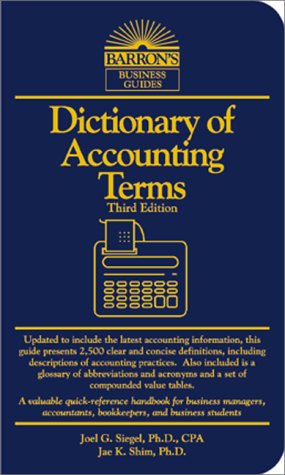 BARRON'S
BUSINESS
GUIDES
Dictionary of
Accounting
Terms
Third Edition
Updated to include the latest accounting information, this
guide presents 2,500 clear and concise definitions, including
descriptions of accounting practices. Also included is a
glossary of abbreviations and acronyms and a set of
compounded value tables.
A valuable quick-reference handbook for business managers,
accountants, bookkeepers, and business students
Joel G. Siegel, Ph.D., CPA
Jae K. Shim, Ph.D.